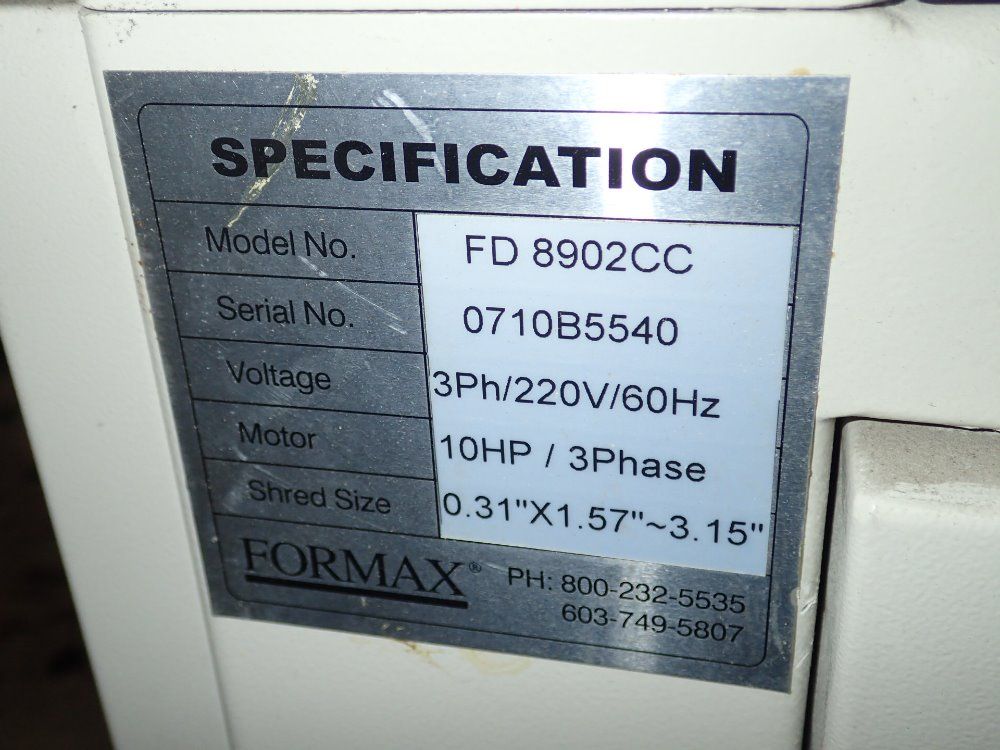 SPECIFICATION
Model No. FD 8902CC
Serial No. 0710B5540
Voltage 3Ph/220V/60Hz
Motor 10HP / 3Phase
Shred Size 0.31"X1.57"~3.15"
FORMAX® PH: 800-232-5535
603-749-5807